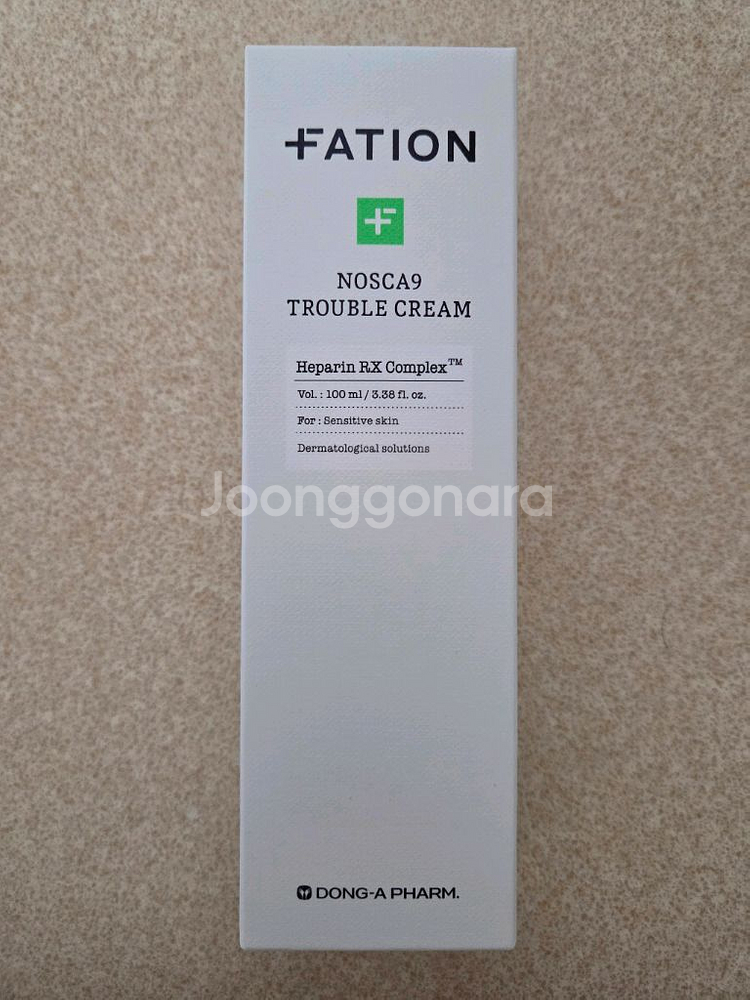 FATION
NOSCA9
TROUBLE CREAM
Heparin RX Complex™
Vol. : 100 ml / 3.38 fl. oz.
For : Sensitive skin
Dermatological solutions
Joonggonara
DONG-A PHARM.